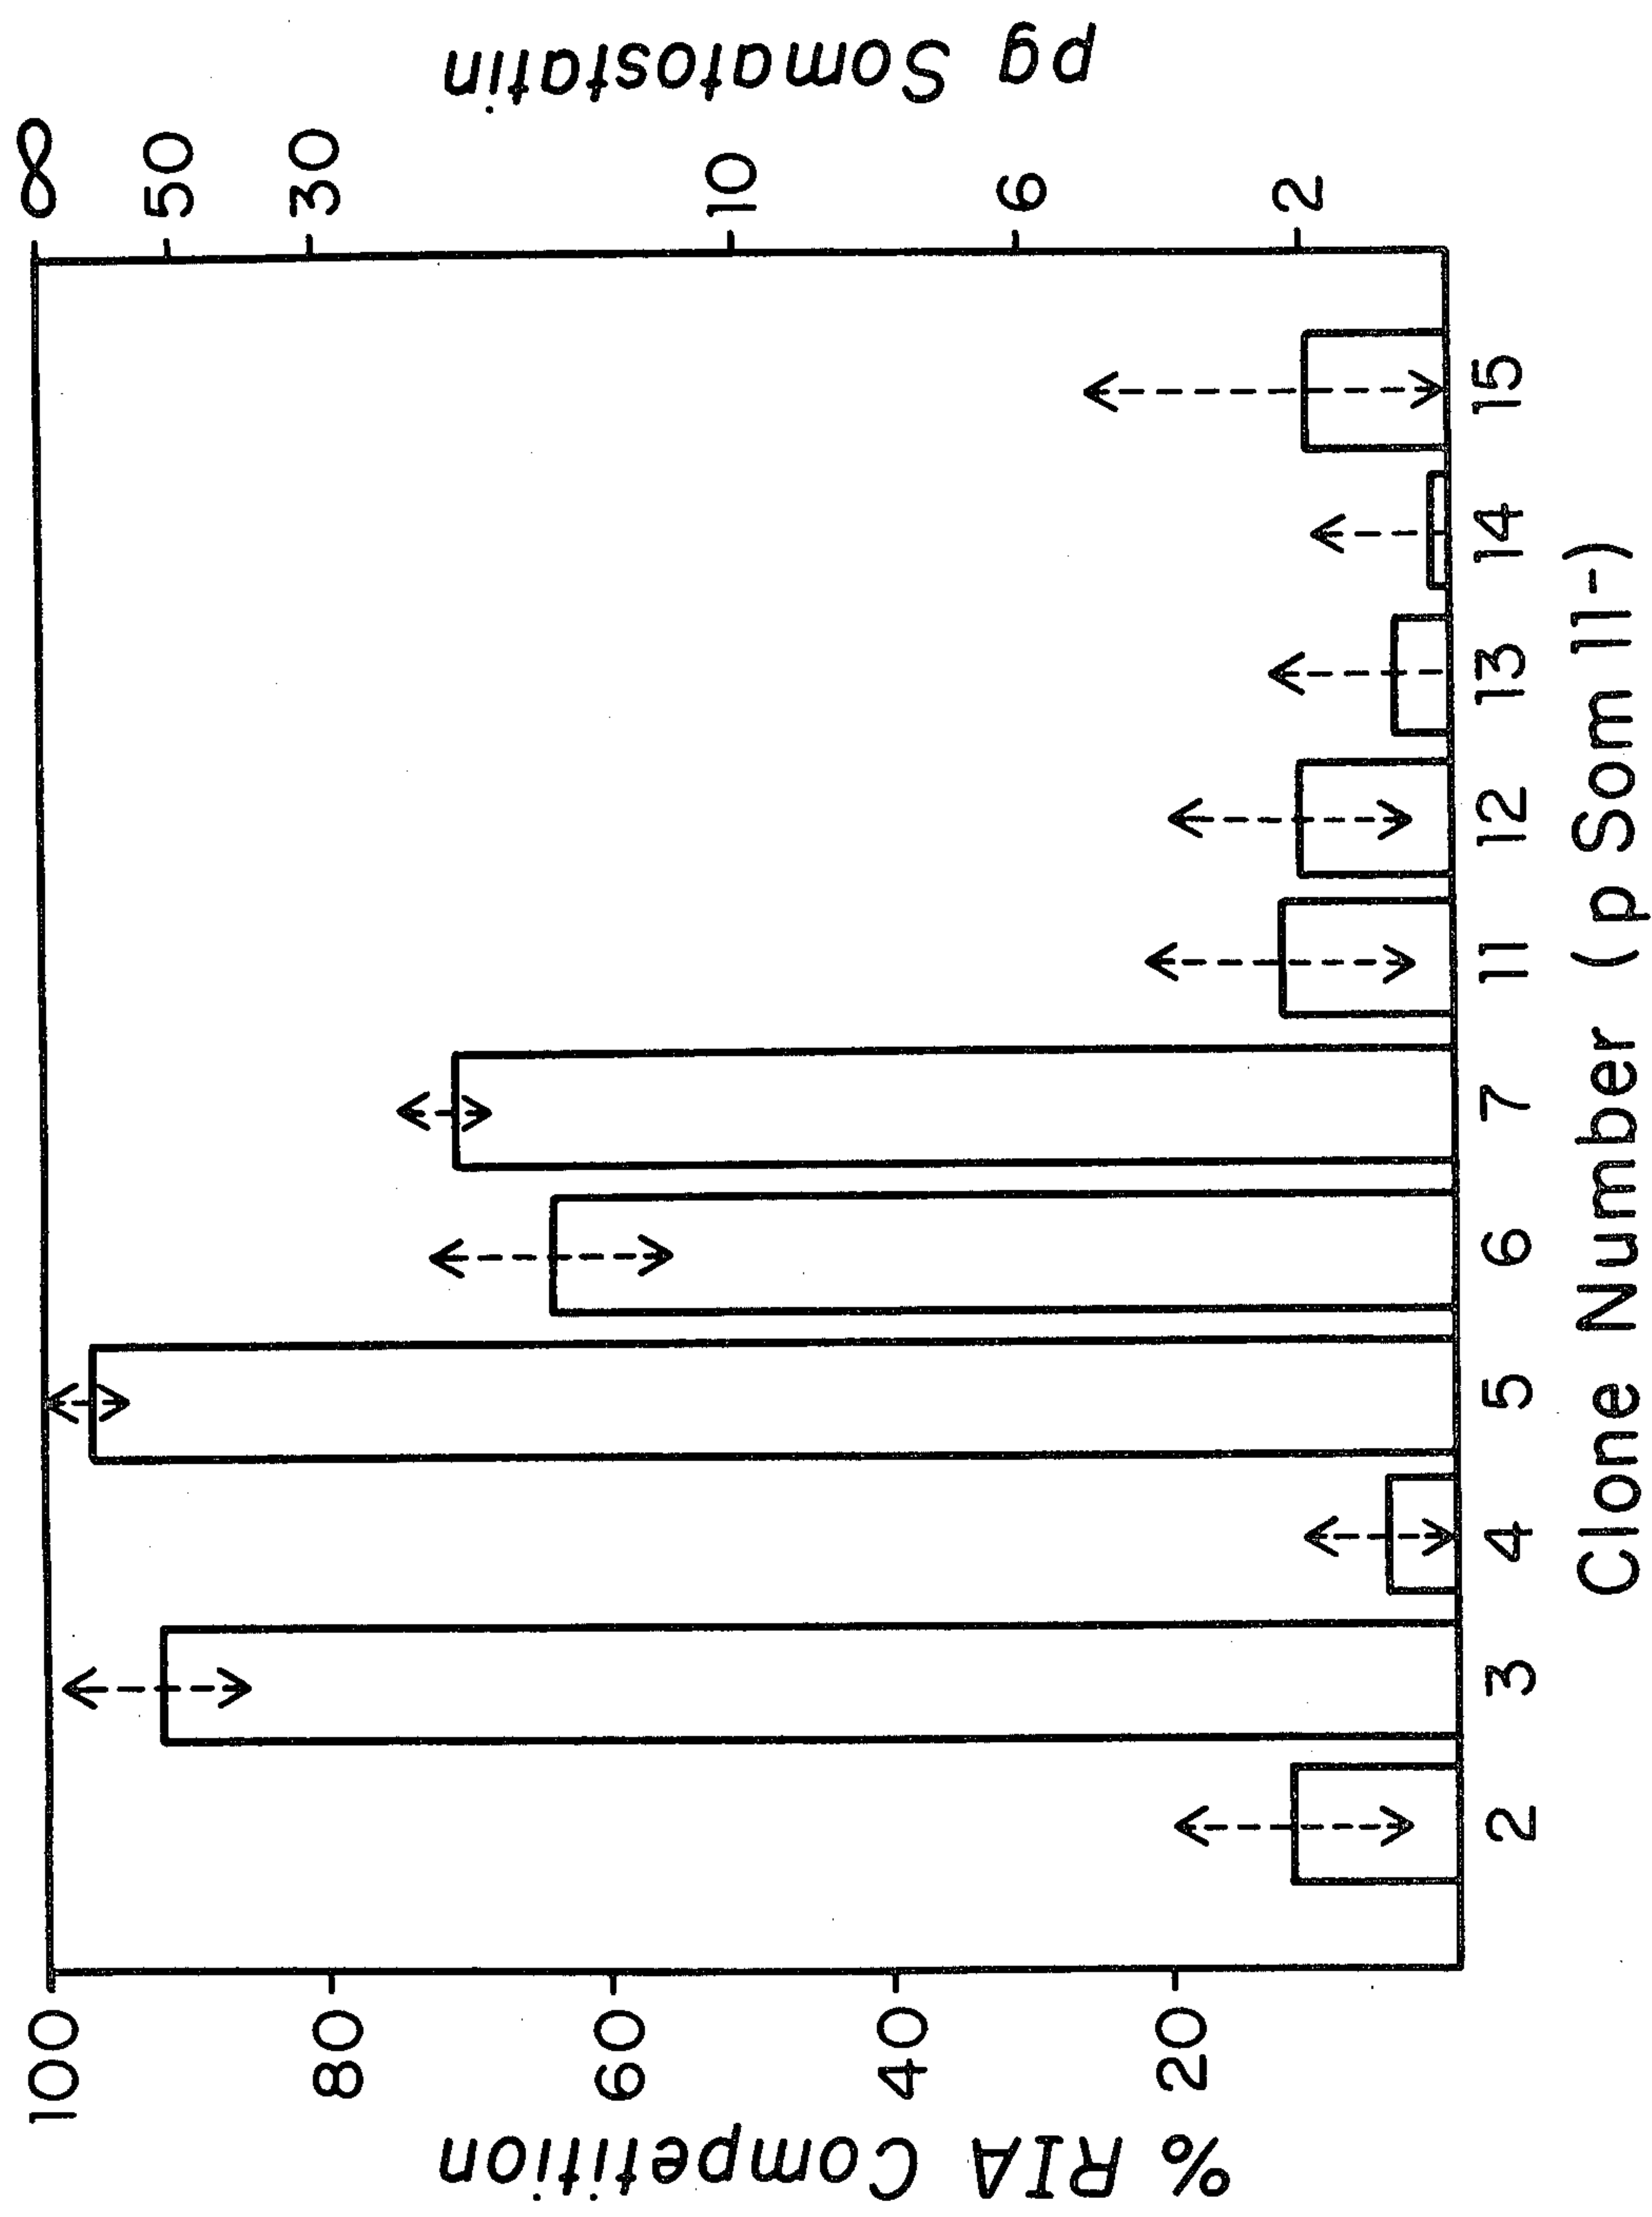 % RIA Competition
100
80
60
40
20
pg Somatostatin
∞
50
30
10
6
2
2 3 4 5 6 7 11 12 13 14 15
Clone Number (p Som 11-)